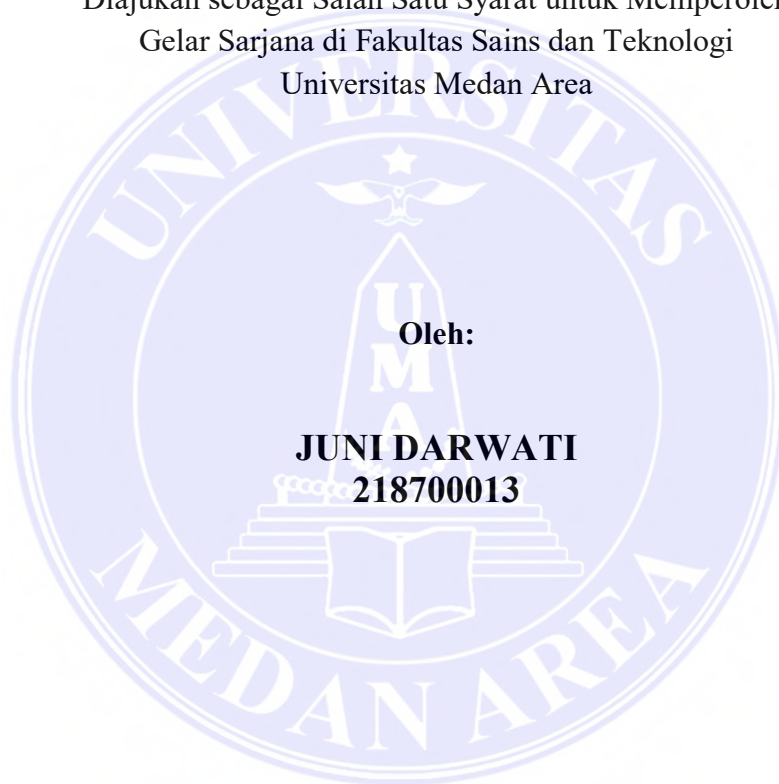 Diajukan sebagai Salah Satu Syarat untuk Memperoleh
Gelar Sarjana di Fakultas Sains dan Teknologi
Universitas Medan Area
UNIVERSITAS
UMA
Oleh:
JUNI DARWATI
218700013
MEDAN AREA